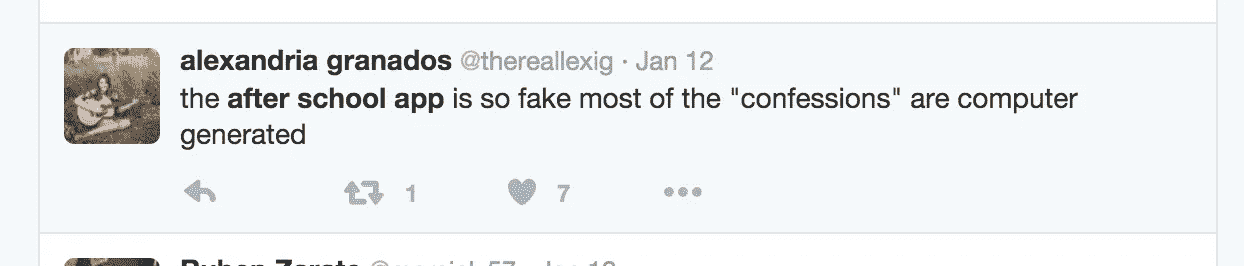 alexandria granados @thereallexig · Jan 12
the after school app is so fake most of the "confessions" are computer
generated
1 7